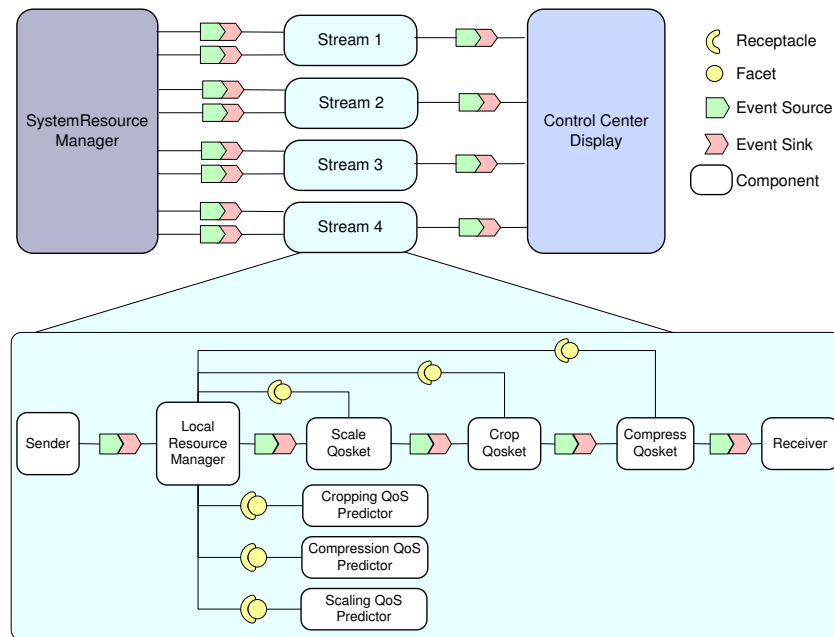 SystemResource
Manager
Stream 1
Stream 2
Stream 3
Stream 4
Control Center
Display
Receptacle
Facet
Event Source
Event Sink
Component
Sender
Local
Resource
Manager
Scale
Qosket
Crop
Qosket
Compress
Qosket
Receiver
Cropping QoS
Predictor
Compression QoS
Predictor
Scaling QoS
Predictor